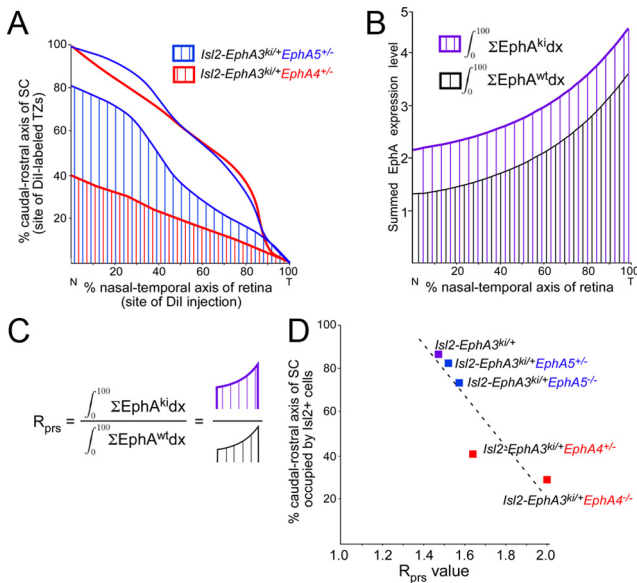 A
Isl2-EphA3ki/+EphA5+/-
Isl2-EphA3ki/+EphA4+/-
% caudal-rostral axis of SC
(site of DiI-labeled TZs)
100
80
60
40
20
N
20
40
60
80
100
T
% nasal-temporal axis of retina
(site of DiI injection)
B
∫0100 ΣEphAkidx
∫0100 ΣEphAwtdx
Summed EphA expression level
5
4
3
2
1
N
20
40
60
80
100
T
% nasal-temporal axis of retina
C
Rprs = ∫0100 ΣEphAkidx =
∫0100 ΣEphAwtdx
D
% caudal-rostral axis of SC
occupied by Isl2+ cells
100
80
60
40
20
Isl2-EphA3ki/+
Isl2-EphA3ki/+EphA5+/-
Isl2-EphA3ki/+EphA5-/-
Isl2-EphA3ki/+EphA4+/-
Isl2-EphA3ki/+EphA4-/-
1.0
1.2
1.4
1.6
1.8
2.0
Rprs value